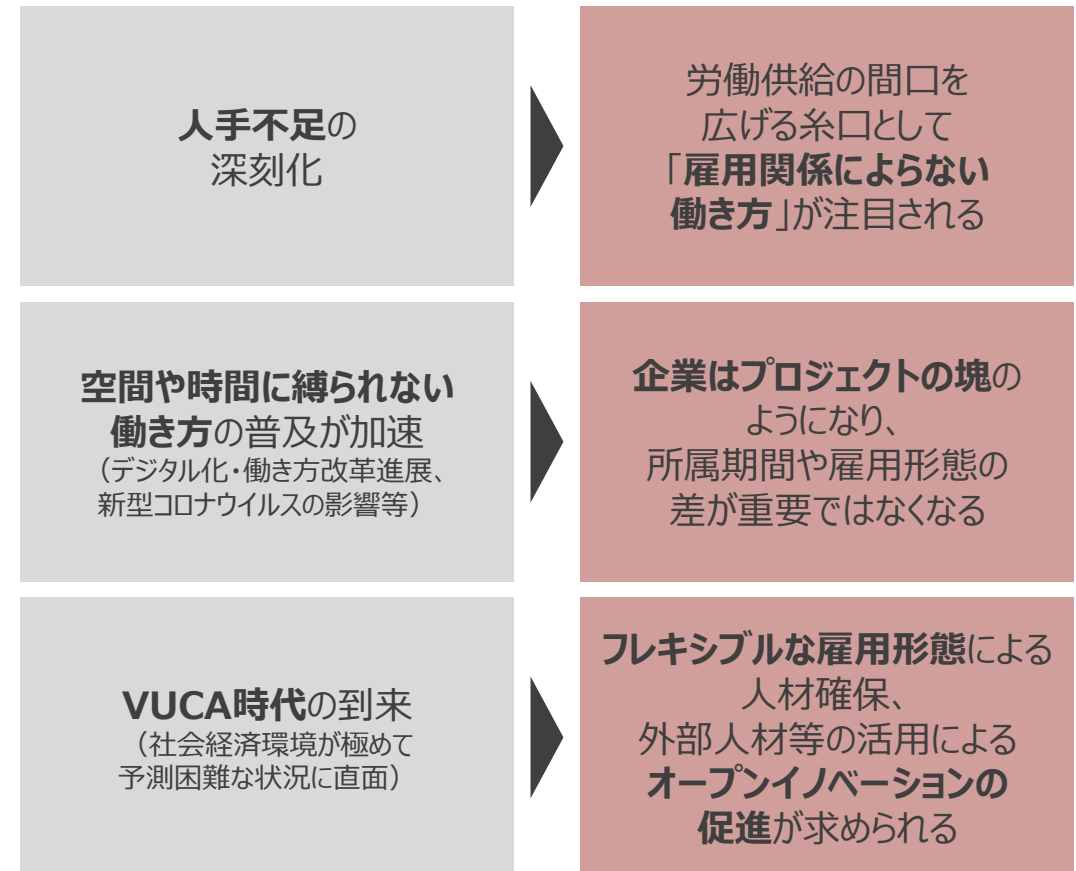 人手不足の
深刻化
労働供給の間口を
広げる糸口として
「雇用関係によらない
働き方」が注目される
空間や時間に縛られない
働き方の普及が加速
（デジタル化・働き方改革進展、
新型コロナウイルスの影響等）
企業はプロジェクトの塊の
ようになり、
所属期間や雇用形態の
差が重要ではなくなる
VUCA時代の到来
（社会経済環境が極めて
予測困難な状況に直面）
フレキシブルな雇用形態による
人材確保、
外部人材等の活用による
オープンイノベーションの
促進が求められる